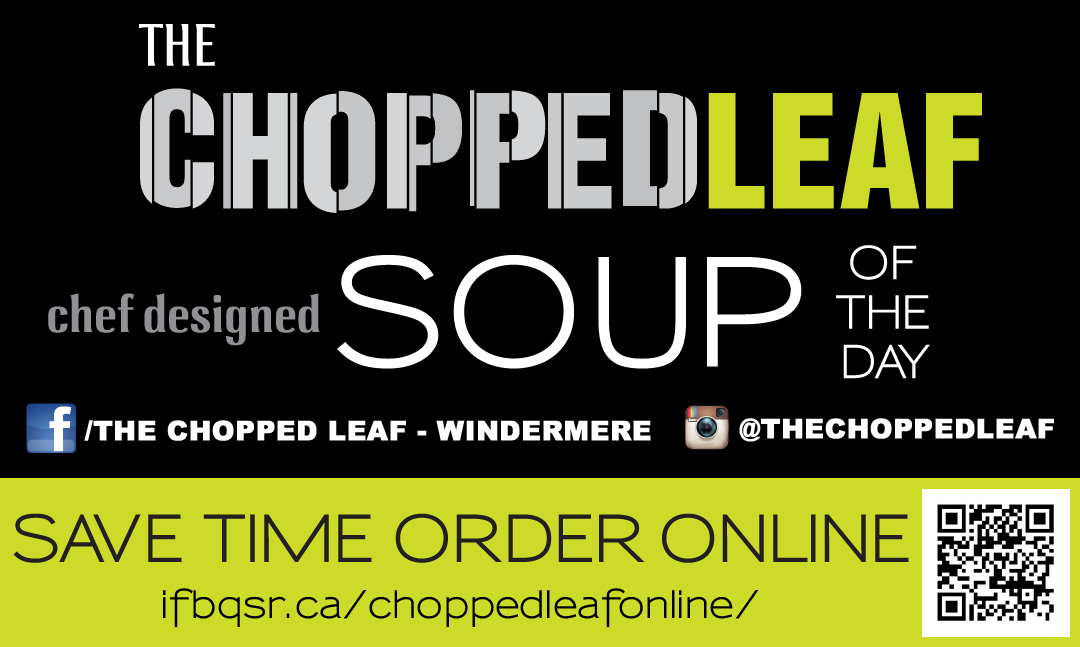 THE
CHOPPEDLEAF
chef designed SOUP OF THE DAY
/THE CHOPPED LEAF - WINDERMERE
@THECHOPPEDLEAF
SAVE TIME ORDER ONLINE
ifbqsr.ca/choppedleafonline/